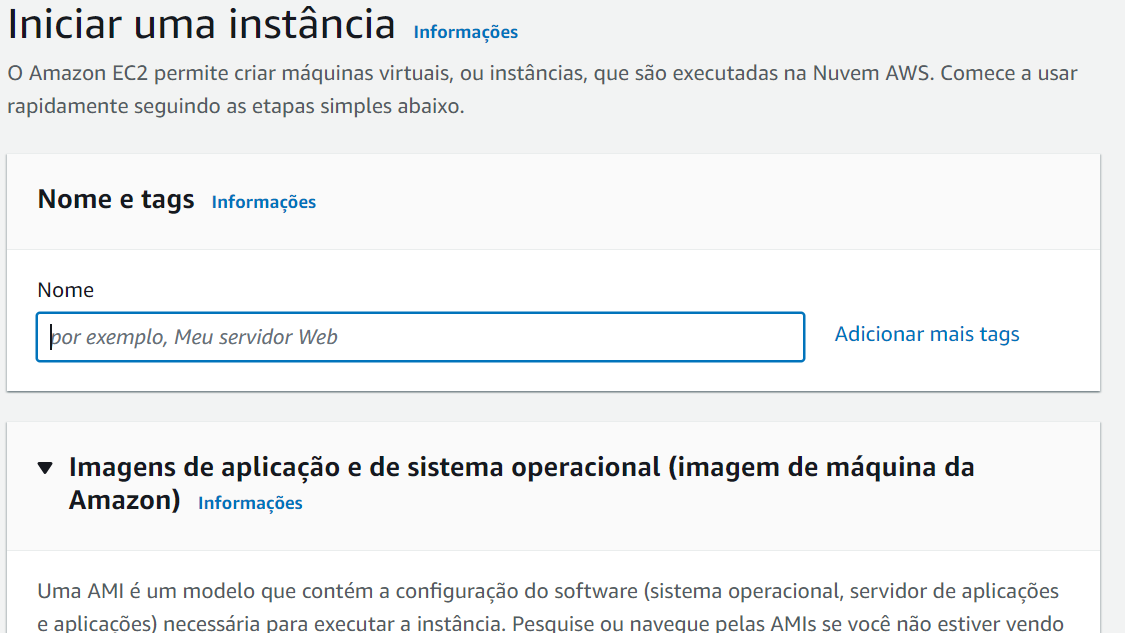 Iniciar uma instância Informações
O Amazon EC2 permite criar máquinas virtuais, ou instâncias, que são executadas na Nuvem AWS. Comece a usar
rapidamente seguindo as etapas simples abaixo.
Nome e tags Informações
Nome
por exemplo, Meu servidor Web
Adicionar mais tags
Imagens de aplicação e de sistema operacional (imagem de máquina da
Amazon) Informações
Uma AMI é um modelo que contém a configuração do software (sistema operacional, servidor de aplicações
e aplicações) necessária para executar a instância. Pesquise ou navegue pelas AMIs se você não estiver vendo